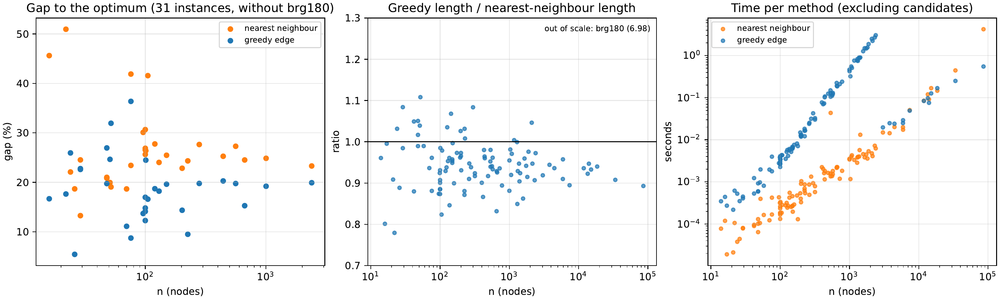 Gap to the optimum (31 instances, without brg180)
nearest neighbour
greedy edge
50
40
30
20
10
gap (%)
10²
10³
n (nodes)
Greedy length / nearest-neighbour length
out of scale: brg180 (6.98)
1.3
1.2
1.1
1.0
0.9
0.8
0.7
ratio
10¹
10²
10³
10⁴
10⁵
n (nodes)
Time per method (excluding candidates)
nearest neighbour
greedy edge
10⁰
10⁻¹
10⁻²
10⁻³
10⁻⁴
seconds
10¹
10²
10³
10⁴
10⁵
n (nodes)